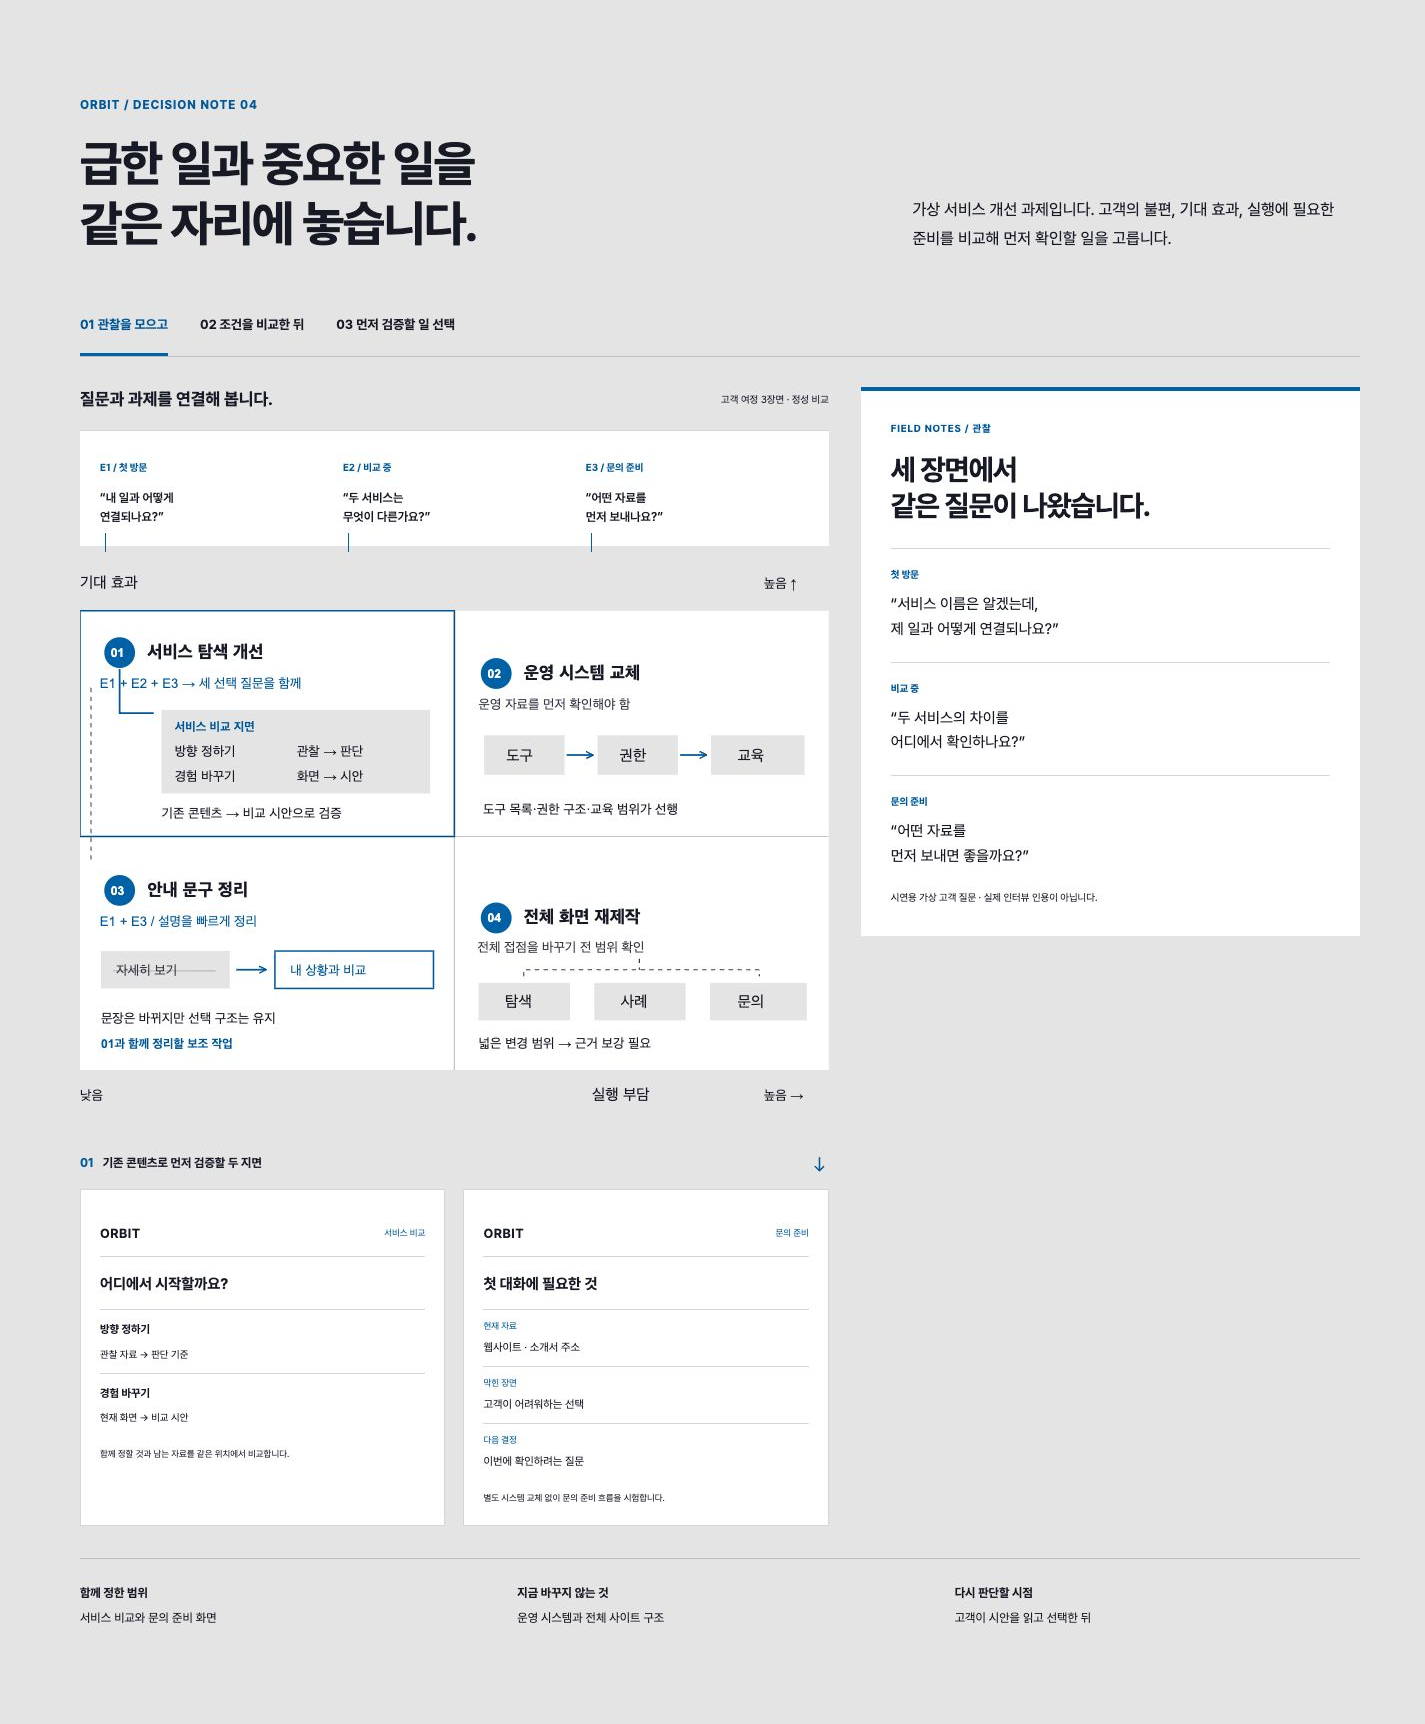 ORBIT / DECISION NOTE 04
급한 일과 중요한 일을
같은 자리에 놓습니다.
가상 서비스 개선 과제입니다. 고객의 불편, 기대 효과, 실행에 필요한
준비를 비교해 먼저 확인할 일을 고릅니다.
01 관찰을 모으고
02 조건을 비교한 뒤
03 먼저 검증할 일 선택
질문과 과제를 연결해 봅니다.
고객 여정 3장면 · 정성 비교
E1 / 첫 방문
“내 일과 어떻게
연결되나요?”
E2 / 비교 중
“두 서비스는
무엇이 다른가요?”
E3 / 문의 준비
“어떤 자료를
먼저 보내나요?”
기대 효과
높음 ↑
01 서비스 탐색 개선
E1 + E2 + E3 → 세 선택 질문을 함께
서비스 비교 지면
방향 정하기 관찰 → 판단
경험 바꾸기 화면 → 시안
기존 콘텐츠 → 비교 시안으로 검증
02 운영 시스템 교체
운영 자료를 먼저 확인해야 함
도구 → 권한 → 교육
도구 목록·권한 구조·교육 범위가 선행
03 안내 문구 정리
E1 + E3 / 설명을 빠르게 정리
자세히 보기 → 내 상황과 비교
문장은 바뀌지만 선택 구조는 유지
01과 함께 정리할 보조 작업
04 전체 화면 재제작
전체 접점을 바꾸기 전 범위 확인
탐색 사례 문의
넓은 변경 범위 → 근거 보강 필요
낮음
실행 부담
높음 →
FIELD NOTES / 관찰
세 장면에서
같은 질문이 나왔습니다.
첫 방문
“서비스 이름은 알겠는데,
제 일과 어떻게 연결되나요?”
비교 중
“두 서비스의 차이를
어디에서 확인하나요?”
문의 준비
“어떤 자료를
먼저 보내면 좋을까요?”
시연용 가상 고객 질문 · 실제 인터뷰 인용이 아닙니다.
01 기존 콘텐츠로 먼저 검증할 두 지면 ↓
ORBIT 서비스 비교
어디에서 시작할까요?
방향 정하기
관찰 자료 → 판단 기준
경험 바꾸기
현재 화면 → 비교 시안
함께 정할 것과 남는 자료를 같은 위치에서 비교합니다.
ORBIT 문의 준비
첫 대화에 필요한 것
현재 자료
웹사이트 · 소개서 주소
막힌 장면
고객이 어려워하는 선택
다음 결정
이번에 확인하려는 질문
별도 시스템 교체 없이 문의 준비 흐름을 시험합니다.
함께 정한 범위
서비스 비교와 문의 준비 화면
지금 바꾸지 않는 것
운영 시스템과 전체 사이트 구조
다시 판단할 시점
고객이 시안을 읽고 선택한 뒤